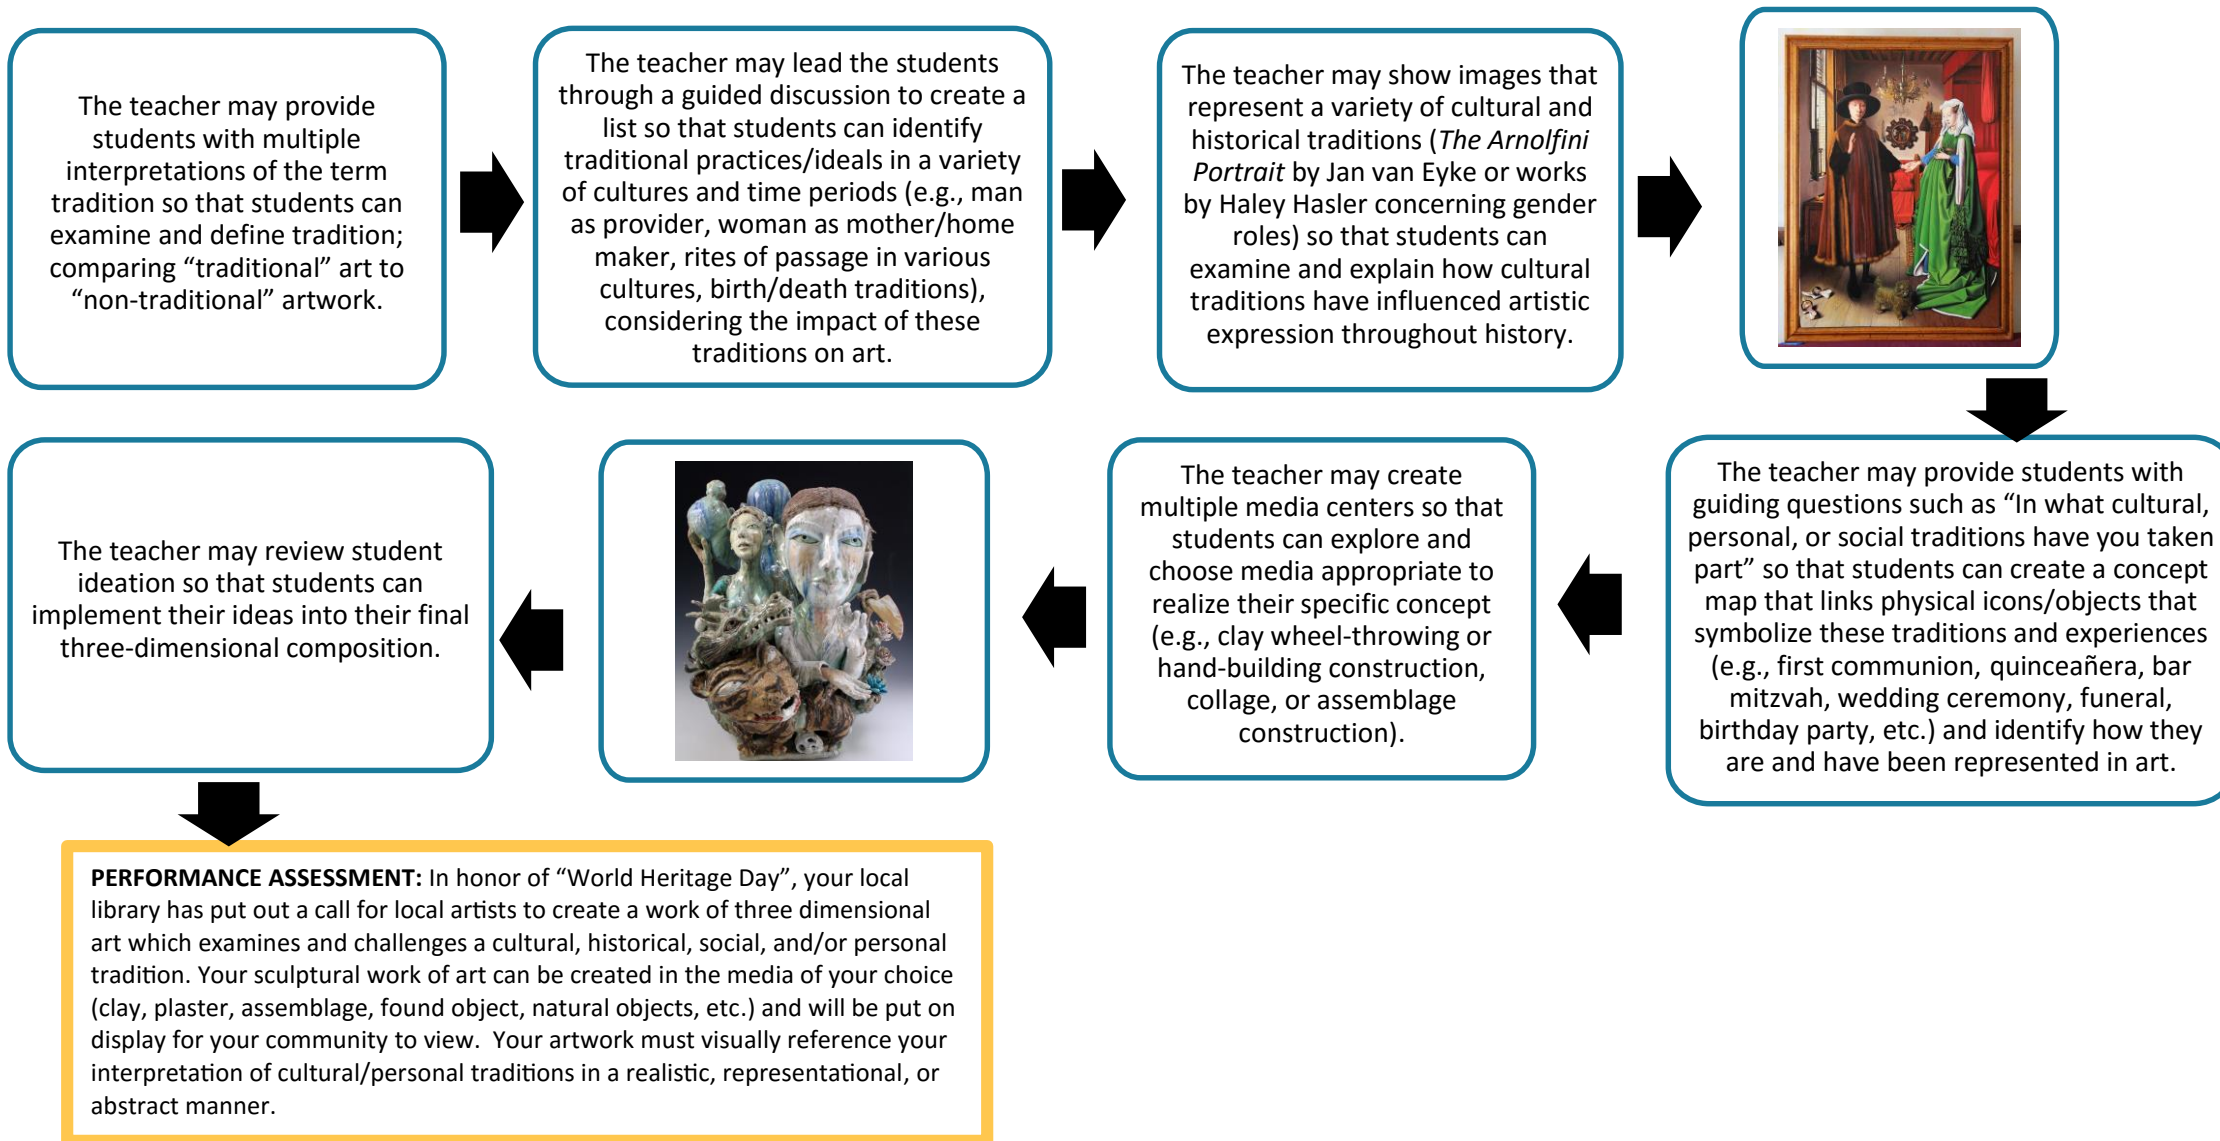 The teacher may provide
students with multiple
interpretations of the term
tradition so that students can
examine and define tradition;
comparing “traditional” art to
“non-traditional” artwork.
The teacher may lead the students
through a guided discussion to create a
list so that students can identify
traditional practices/ideals in a variety
of cultures and time periods (e.g., man
as provider, woman as mother/home
maker, rites of passage in various
cultures, birth/death traditions),
considering the impact of these
traditions on art.
The teacher may show images that
represent a variety of cultural and
historical traditions (The Arnolfini
Portrait by Jan van Eyke or works
by Haley Hasler concerning gender
roles) so that students can
examine and explain how cultural
traditions have influenced artistic
expression throughout history.
The teacher may provide students with
guiding questions such as “In what cultural,
personal, or social traditions have you taken
part” so that students can create a concept
map that links physical icons/objects that
symbolize these traditions and experiences
(e.g., first communion, quinceañera, bar
mitzvah, wedding ceremony, funeral,
birthday party, etc.) and identify how they
are and have been represented in art.
The teacher may create
multiple media centers so that
students can explore and
choose media appropriate to
realize their specific concept
(e.g., clay wheel-throwing or
hand-building construction,
collage, or assemblage
construction).
The teacher may review student
ideation so that students can
implement their ideas into their final
three-dimensional composition.
PERFORMANCE ASSESSMENT: In honor of “World Heritage Day”, your local
library has put out a call for local artists to create a work of three dimensional
art which examines and challenges a cultural, historical, social, and/or personal
tradition. Your sculptural work of art can be created in the media of your choice
(clay, plaster, assemblage, found object, natural objects, etc.) and will be put on
display for your community to view.  Your artwork must visually reference your
interpretation of cultural/personal traditions in a realistic, representational, or
abstract manner.